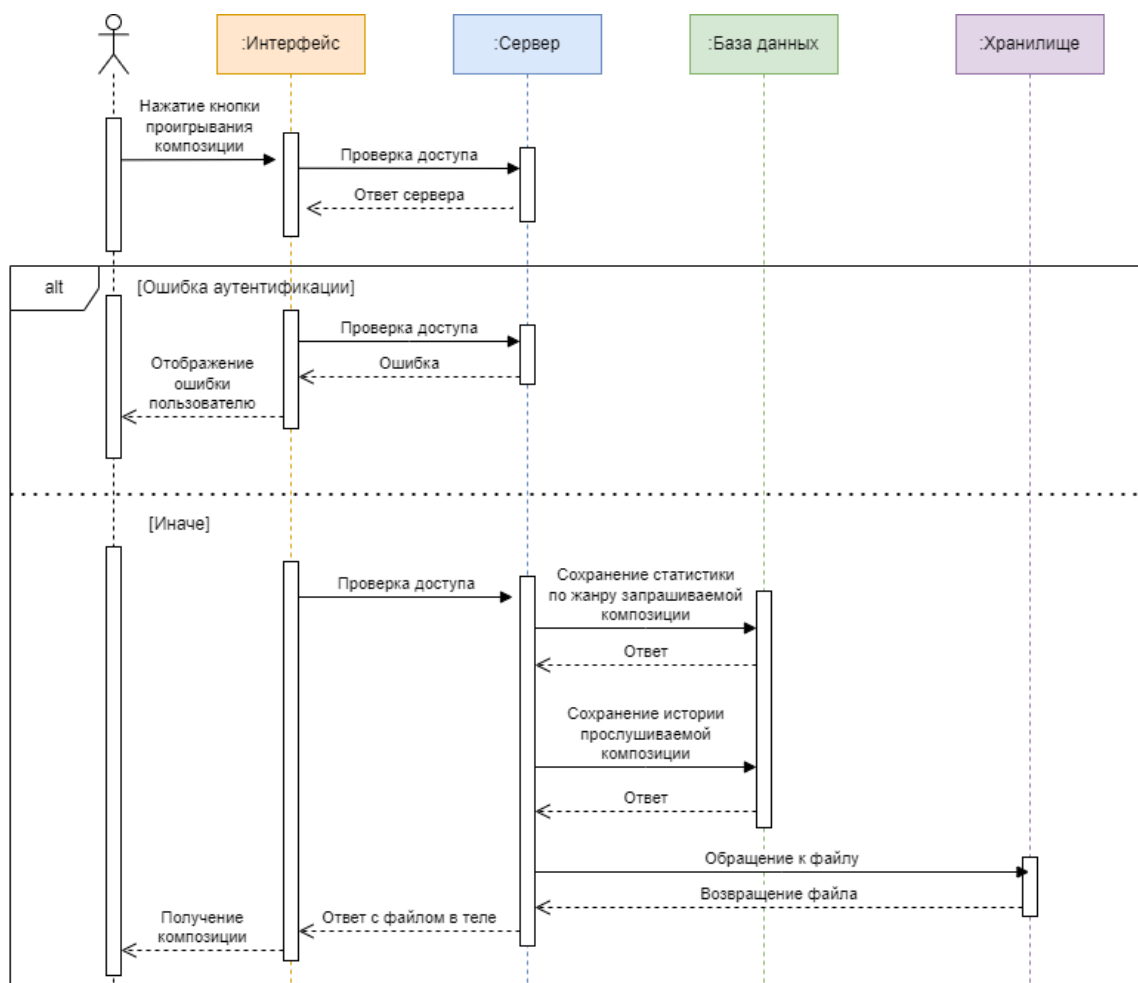 :Интерфейс
:Сервер
:База данных
:Хранилище
Нажатие кнопки
проигрывания
композиции
Проверка доступа
Ответ сервера
alt
[Ошибка аутентификации]
Проверка доступа
Ошибка
Отображение
ошибки
пользователю
[Иначе]
Проверка доступа
Сохранение статистики
по жанру запрашиваемой
композиции
Ответ
Сохранение истории
прослушиваемой
композиции
Ответ
Обращение к файлу
Возвращение файла
Ответ с файлом в теле
Получение
композиции